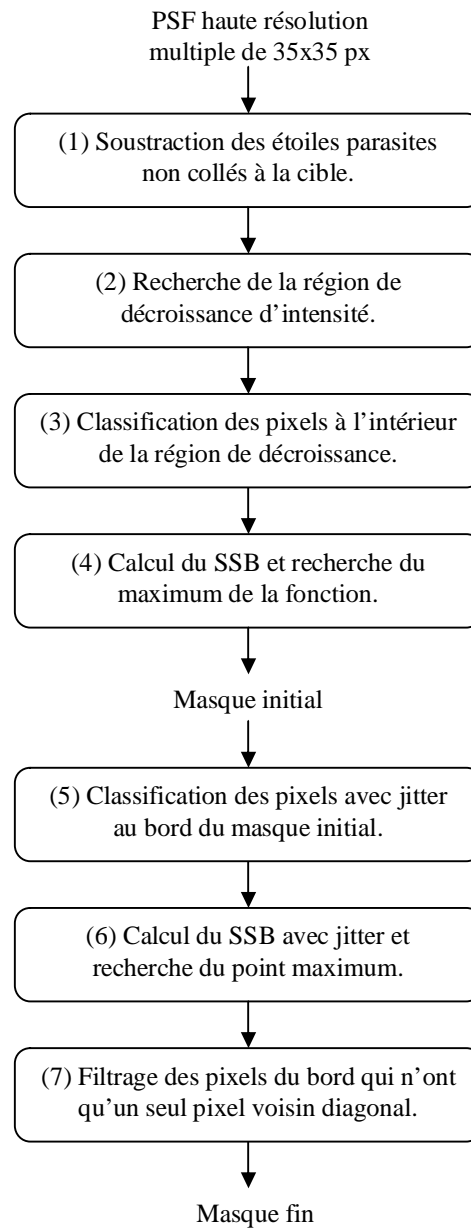 PSF haute résolution
multiple de 35x35 px
(1) Soustraction des étoiles parasites
non collés à la cible.
(2) Recherche de la région de
décroissance d’intensité.
(3) Classification des pixels à l’intérieur
de la région de décroissance.
(4) Calcul du SSB et recherche du
maximum de la fonction.
Masque initial
(5) Classification des pixels avec jitter
au bord du masque initial.
(6) Calcul du SSB avec jitter et
recherche du point maximum.
(7) Filtrage des pixels du bord qui n’ont
qu’un seul pixel voisin diagonal.
Masque fin